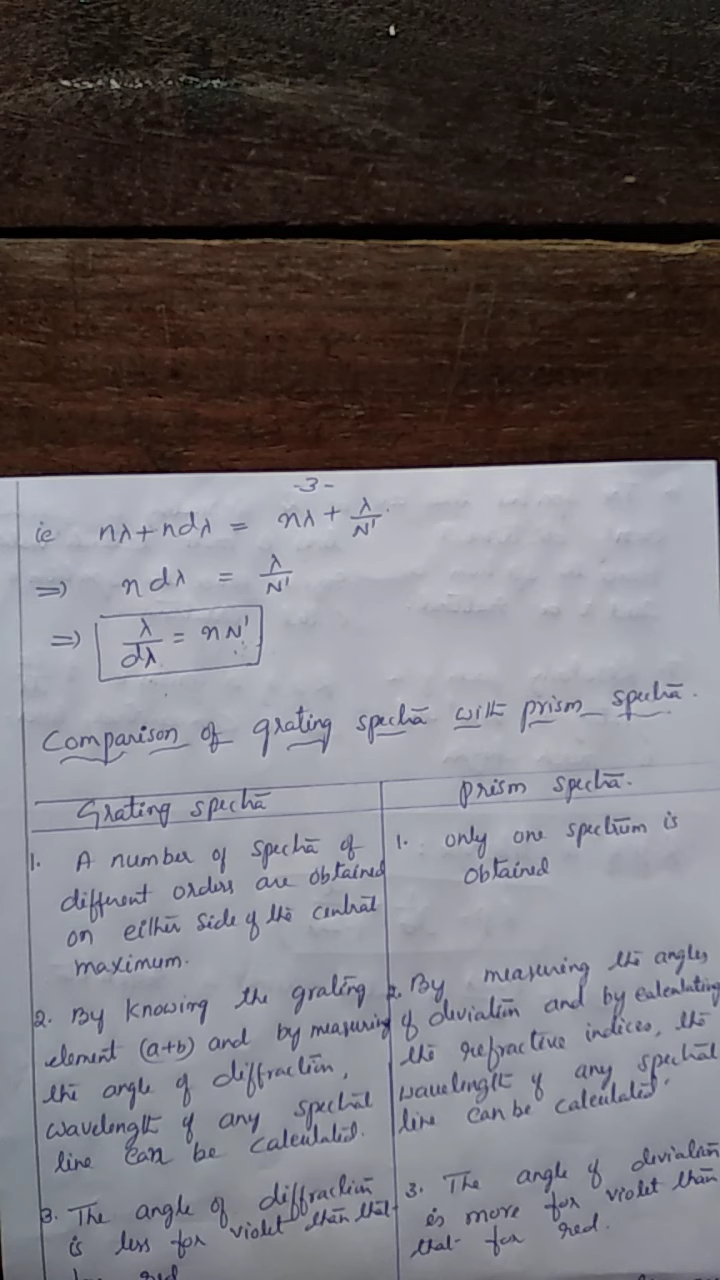 -3-
ie nλ+ndλ = nλ + λ/N'
⇒ ndλ = λ/N'
⇒ λ/dλ = nN'
Comparison of grating spectra with prism spectra.
Grating spectra
1. A number of spectra of
different orders are obtained
on either side of the central
maximum.
2. By knowing the grating
element (a+b) and by measuring
the angle of diffraction,
wavelength of any spectral
line can be calculated.
3. The angle of diffraction
is less for violet than that
for red
Prism spectra.
1. only one spectrum is
obtained
2. By measuring the angles
of deviation and by calculating
the refractive indices, the
wavelength of any spectral
line can be calculated.
3. The angle of deviation
is more for violet than
that for red.